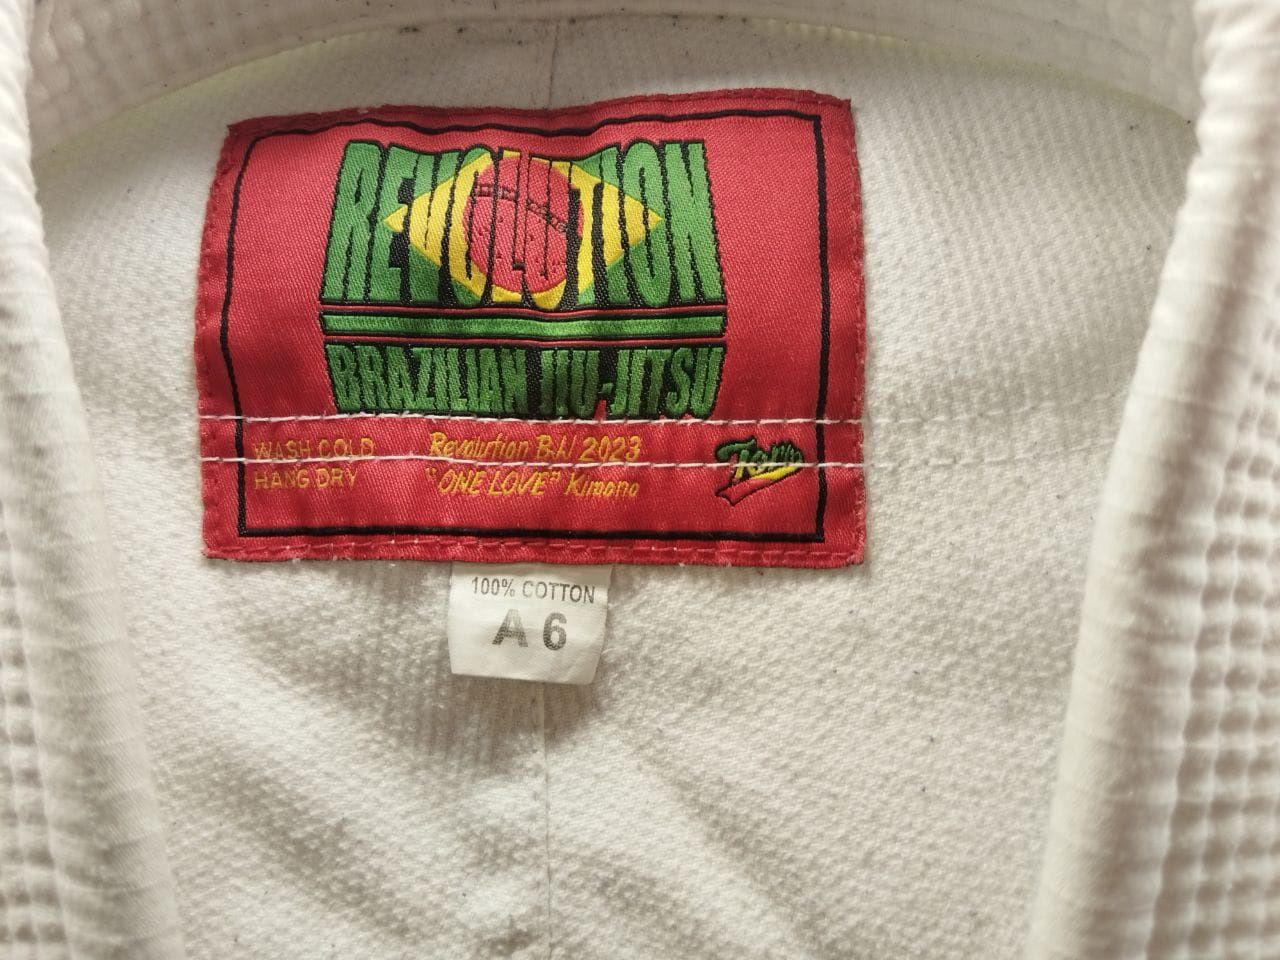 REVOLUTION
BRAZILIAN JIU-JITSU
WASH COLD
HANG DRY
Revolution BJJ 2023
"ONE LOVE" Kimono
100% COTTON
A 6